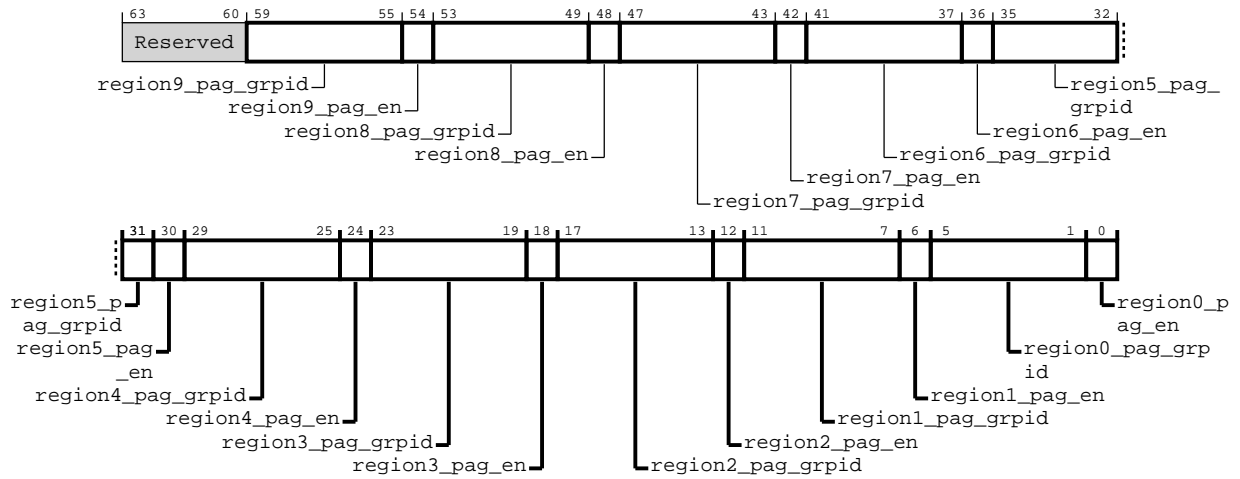 63 60 59 55 54 53 49 48 47 43 42 41 37 36 35 32
Reserved
region9_pag_grpid
region5_pag_
grpid
region9_pag_en
region8_pag_grpid
region6_pag_en
region8_pag_en
region6_pag_grpid
region7_pag_en
region7_pag_grpid
31 30 29 25 24 23 19 18 17 13 12 11 7 6 5 1 0
region5_p
ag_grpid
region0_p
ag_en
region5_pag
_en
region0_pag_grp
id
region4_pag_grpid
region1_pag_en
region4_pag_en
region1_pag_grpid
region3_pag_grpid
region2_pag_en
region3_pag_en
region2_pag_grpid